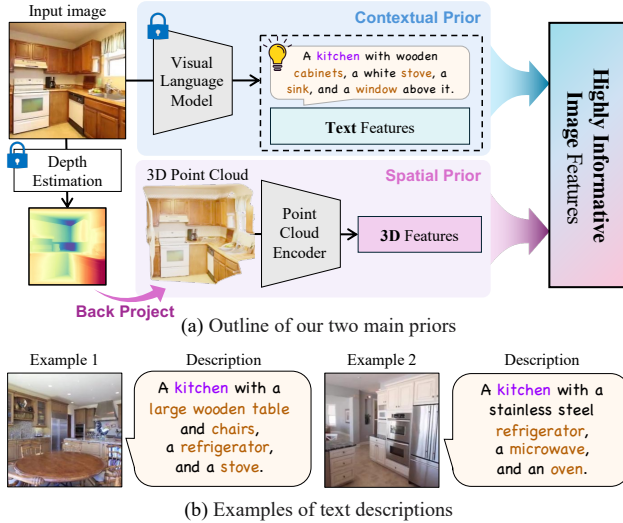 Input image
Contextual Prior
Visual
Language
Model
A kitchen with wooden
cabinets, a white stove, a
sink, and a window above it.
Text Features
Depth
Estimation
Spatial Prior
3D Point Cloud
Point
Cloud
Encoder
3D Features
Highly Informative
Image Features
Back Project
(a) Outline of our two main priors
Example 1
Description
A kitchen with a
large wooden table
and chairs,
a refrigerator,
and a stove.
Example 2
Description
A kitchen with a
stainless steel
refrigerator,
a microwave,
and an oven.
(b) Examples of text descriptions